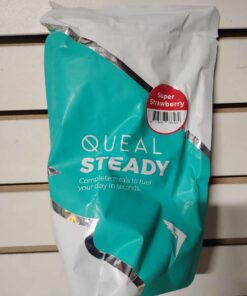 Super
Strawberry
QUEAL
STEADY
Complete meals to fuel
your day in seconds.